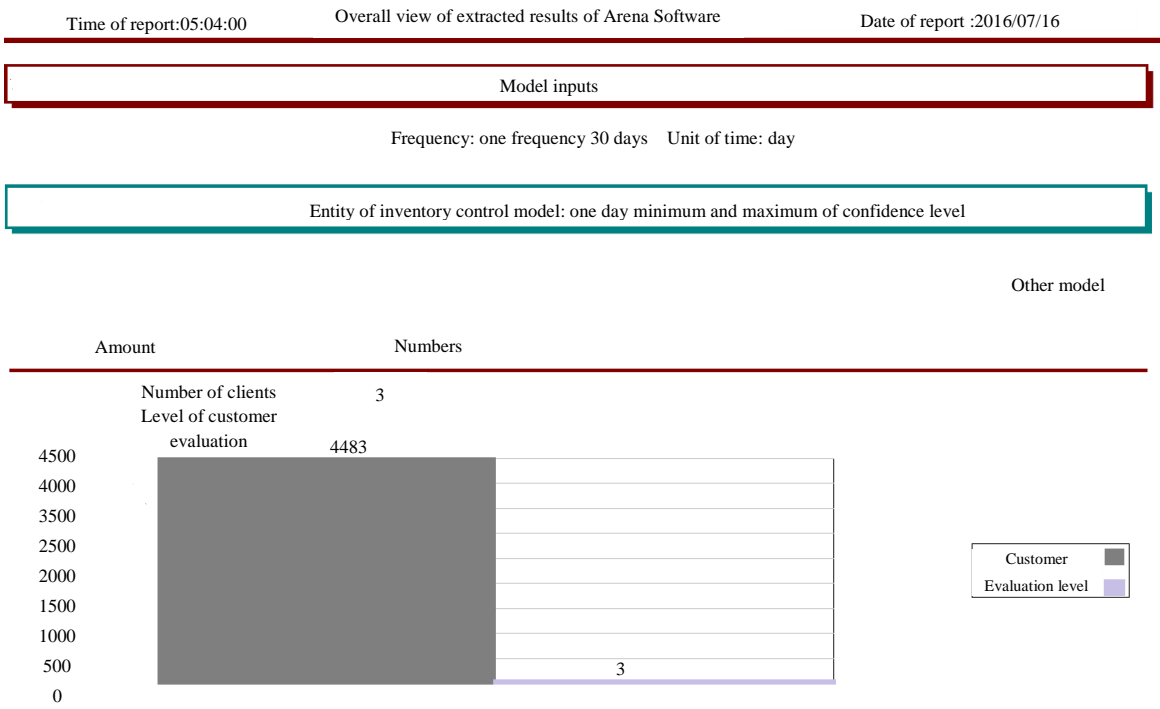 Time of report:05:04:00 Overall view of extracted results of Arena Software Date of report :2016/07/16
Model inputs
Frequency: one frequency 30 days Unit of time: day
Entity of inventory control model: one day minimum and maximum of confidence level
Other model
Amount Numbers
Number of clients 3
Level of customer
evaluation 4483
4500
4000
3500
2500
2000
1500
1000
500
0
3
Customer
Evaluation level